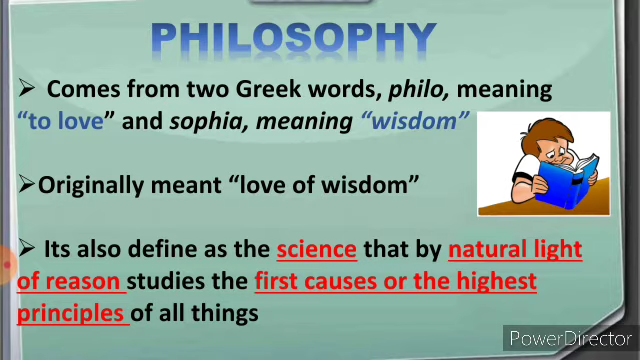 PHILOSOPHY
➢ Comes from two Greek words, philo, meaning
“to love” and sophia, meaning “wisdom”
➢Originally meant “love of wisdom”
➢ Its also define as the science that by natural light
of reason studies the first causes or the highest
principles of all things
PowerDirector